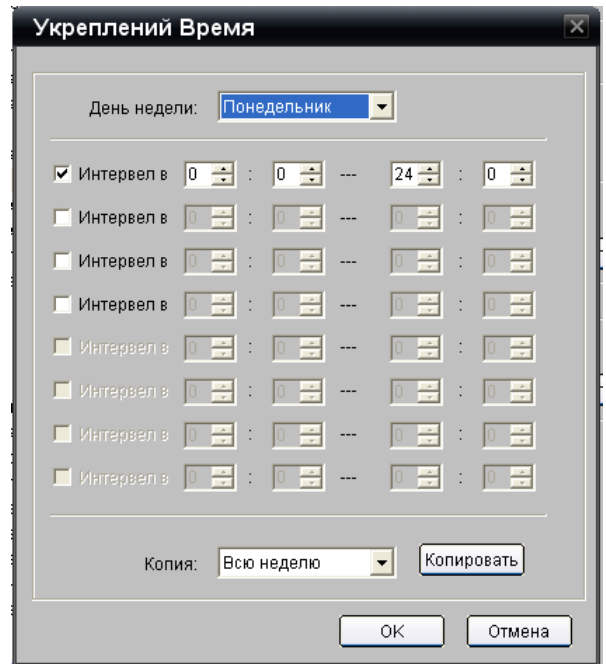 Укреплений Время
День недели: Понедельник
Интервел в 0 : 0 --- 24 : 0
Интервел в 0 : 0 --- 0 : 0
Интервел в 0 : 0 --- 0 : 0
Интервел в 0 : 0 --- 0 : 0
Интервел в 0 : 0 --- 0 : 0
Интервел в 0 : 0 --- 0 : 0
Интервел в 0 : 0 --- 0 : 0
Интервел в 0 : 0 --- 0 : 0
Копия: Всю неделю Копировать
OK Отмена